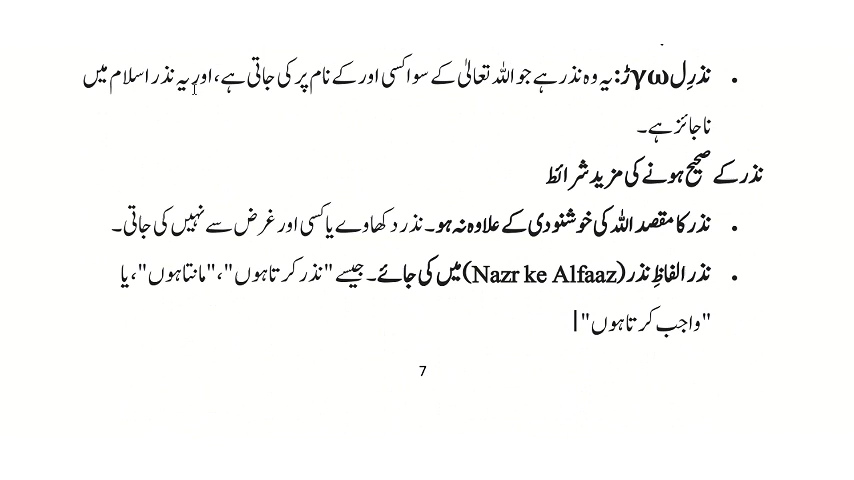 • نذرِل γωڑ: یہ وہ نذر ہے جو اللہ تعالیٰ کے سوا کسی اور کے نام پر کی جاتی ہے، اور یہ نذر اسلام میں
ناجائز ہے۔
نذر کے صحیح ہونے کی مزید شرائط
• نذر کا مقصد اللہ کی خوشنودی کے علاوہ نہ ہو۔ نذر دکھاوے یا کسی اور غرض سے نہیں کی جاتی۔
• نذر الفاظِ نذر (Nazr ke Alfaaz) میں کی جائے۔ جیسے "نذر کرتا ہوں"، "مانتا ہوں"، یا
"واجب کرتا ہوں"
7